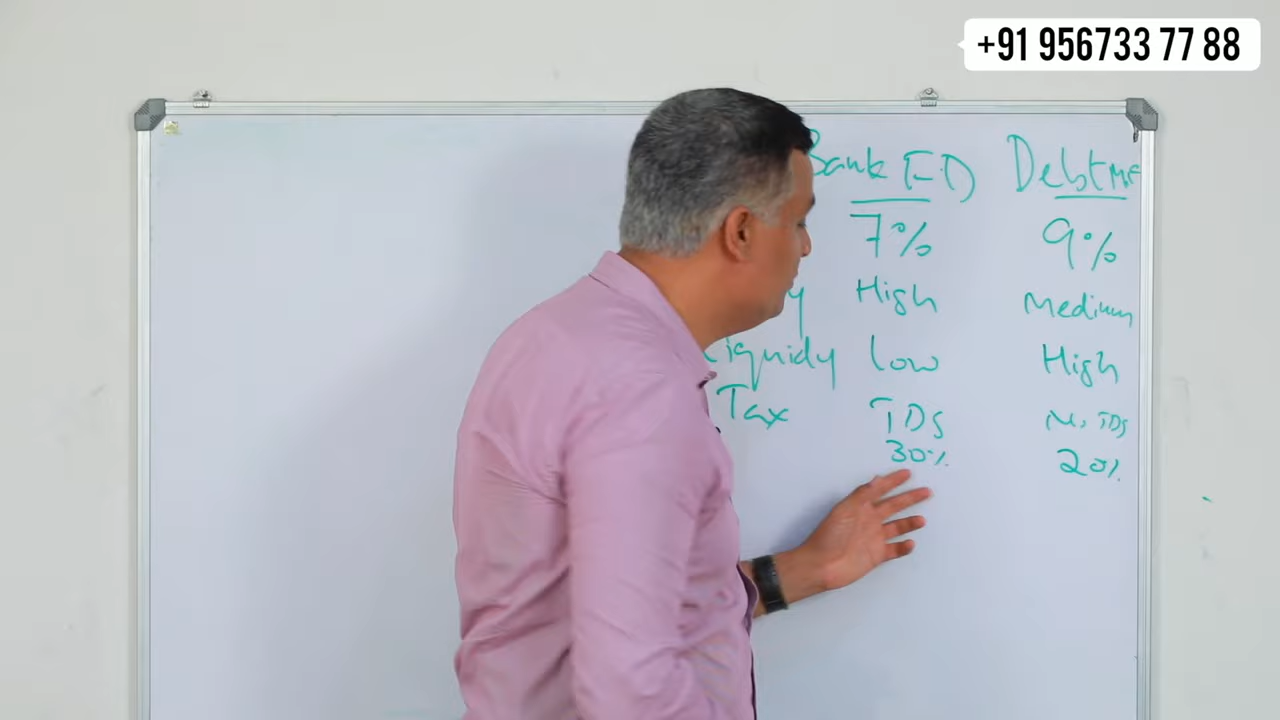 +91 956733 77 88
Bank FD Debt MF
7% 9%
High Medium
Liquidy Low High
Tax TDS No TDS
30% 20%